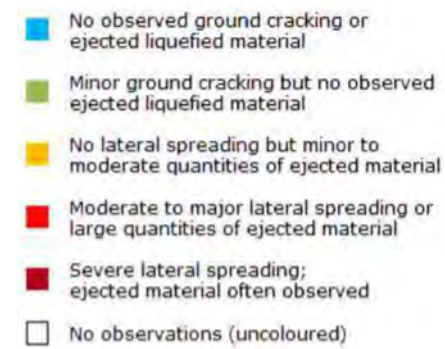 No observed ground cracking or
ejected liquefied material
Minor ground cracking but no observed
ejected liquefied material
No lateral spreading but minor to
moderate quantities of ejected material
Moderate to major lateral spreading or
large quantities of ejected material
Severe lateral spreading;
ejected material often observed
No observations (uncoloured)